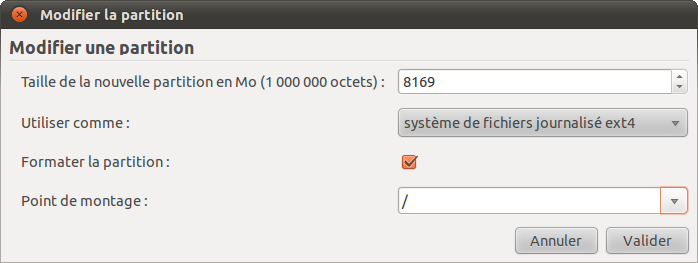 Modifier la partition
Modifier une partition
Taille de la nouvelle partition en Mo (1 000 000 octets) : 8169
Utiliser comme : système de fichiers journalisé ext4
Formater la partition :
Point de montage : /
Annuler Valider